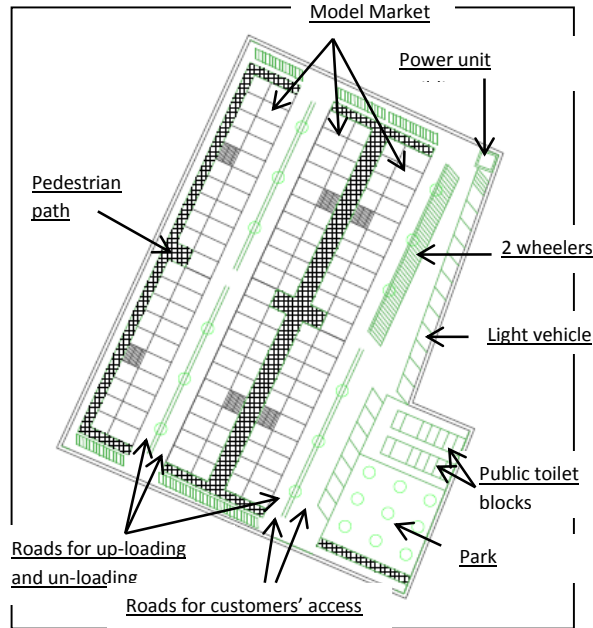 Model Market
Power unit
Pedestrian
path
2 wheelers
Light vehicle
Public toilet
blocks
Roads for up-loading
and un-loading
Park
Roads for customers' access